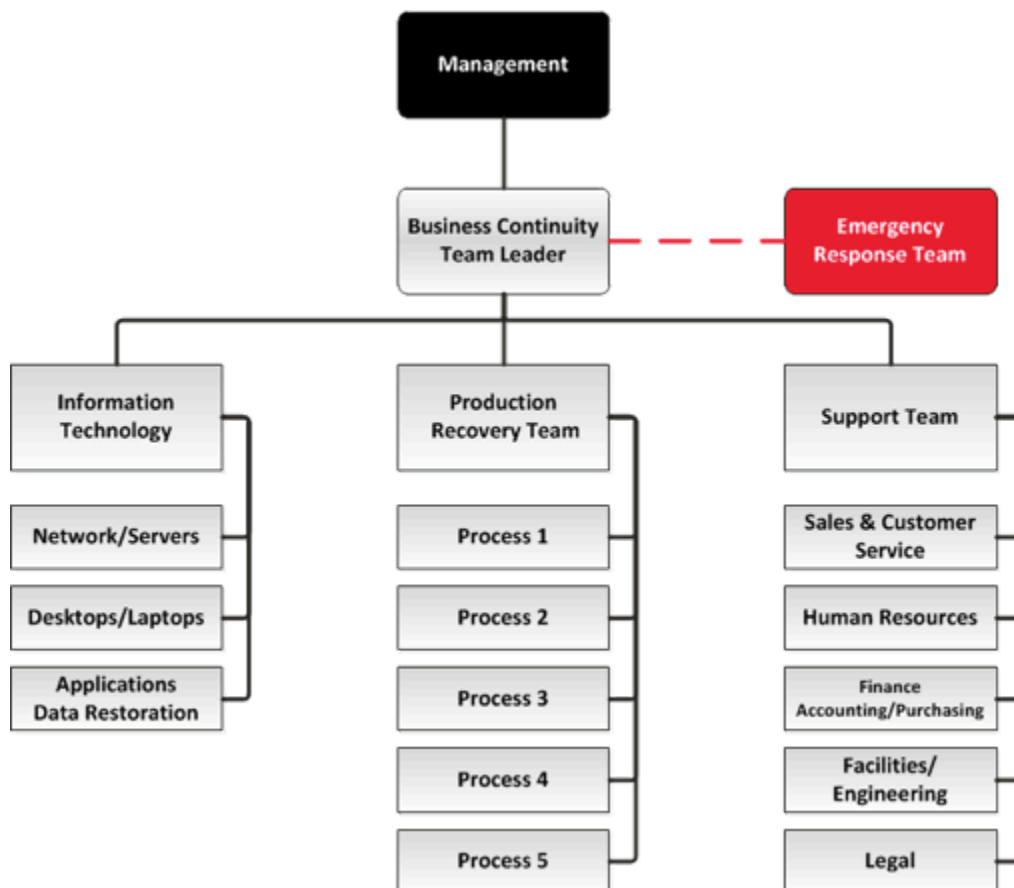 Management
Business Continuity
Team Leader
Emergency
Response Team
Information
Technology
Production
Recovery Team
Support Team
Network/Servers
Process 1
Sales & Customer
Service
Desktops/Laptops
Process 2
Human Resources
Applications
Data Restoration
Process 3
Finance
Accounting/Purchasing
Process 4
Facilities/
Engineering
Process 5
Legal